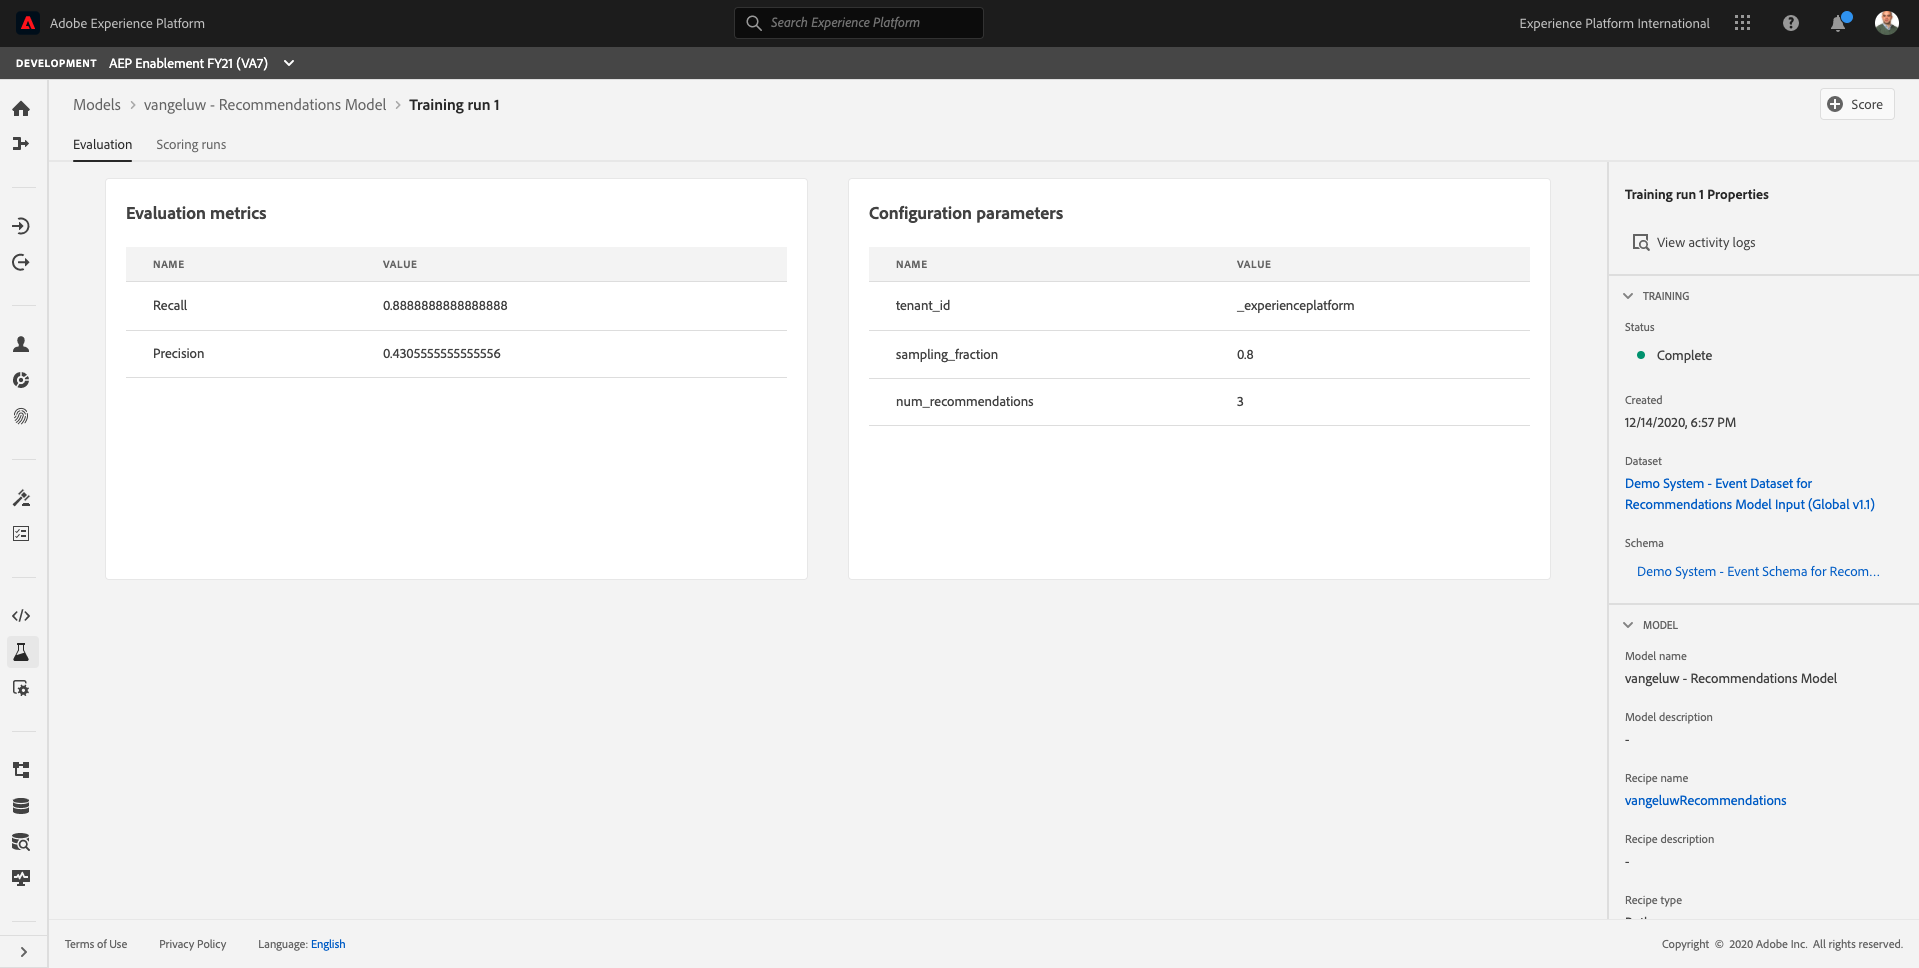 Adobe Experience Platform
Search Experience Platform
Experience Platform International
DEVELOPMENT AEP Enablement FY21 (VA7)
Models > vangeluw - Recommendations Model > Training run 1
Score
Evaluation
Scoring runs
Evaluation metrics
NAME VALUE
Recall 0.8888888888888888
Precision 0.4305555555555556
Configuration parameters
NAME VALUE
tenant_id _experienceplatform
sampling_fraction 0.8
num_recommendations 3
Training run 1 Properties
View activity logs
TRAINING
Status
Complete
Created
12/14/2020, 6:57 PM
Dataset
Demo System - Event Dataset for
Recommendations Model Input (Global v1.1)
Schema
Demo System - Event Schema for Recom...
MODEL
Model name
vangeluw - Recommendations Model
Model description
-
Recipe name
vangeluwRecommendations
Recipe description
-
Recipe type
Terms of Use
Privacy Policy
Language: English
Copyright © 2020 Adobe Inc. All rights reserved.